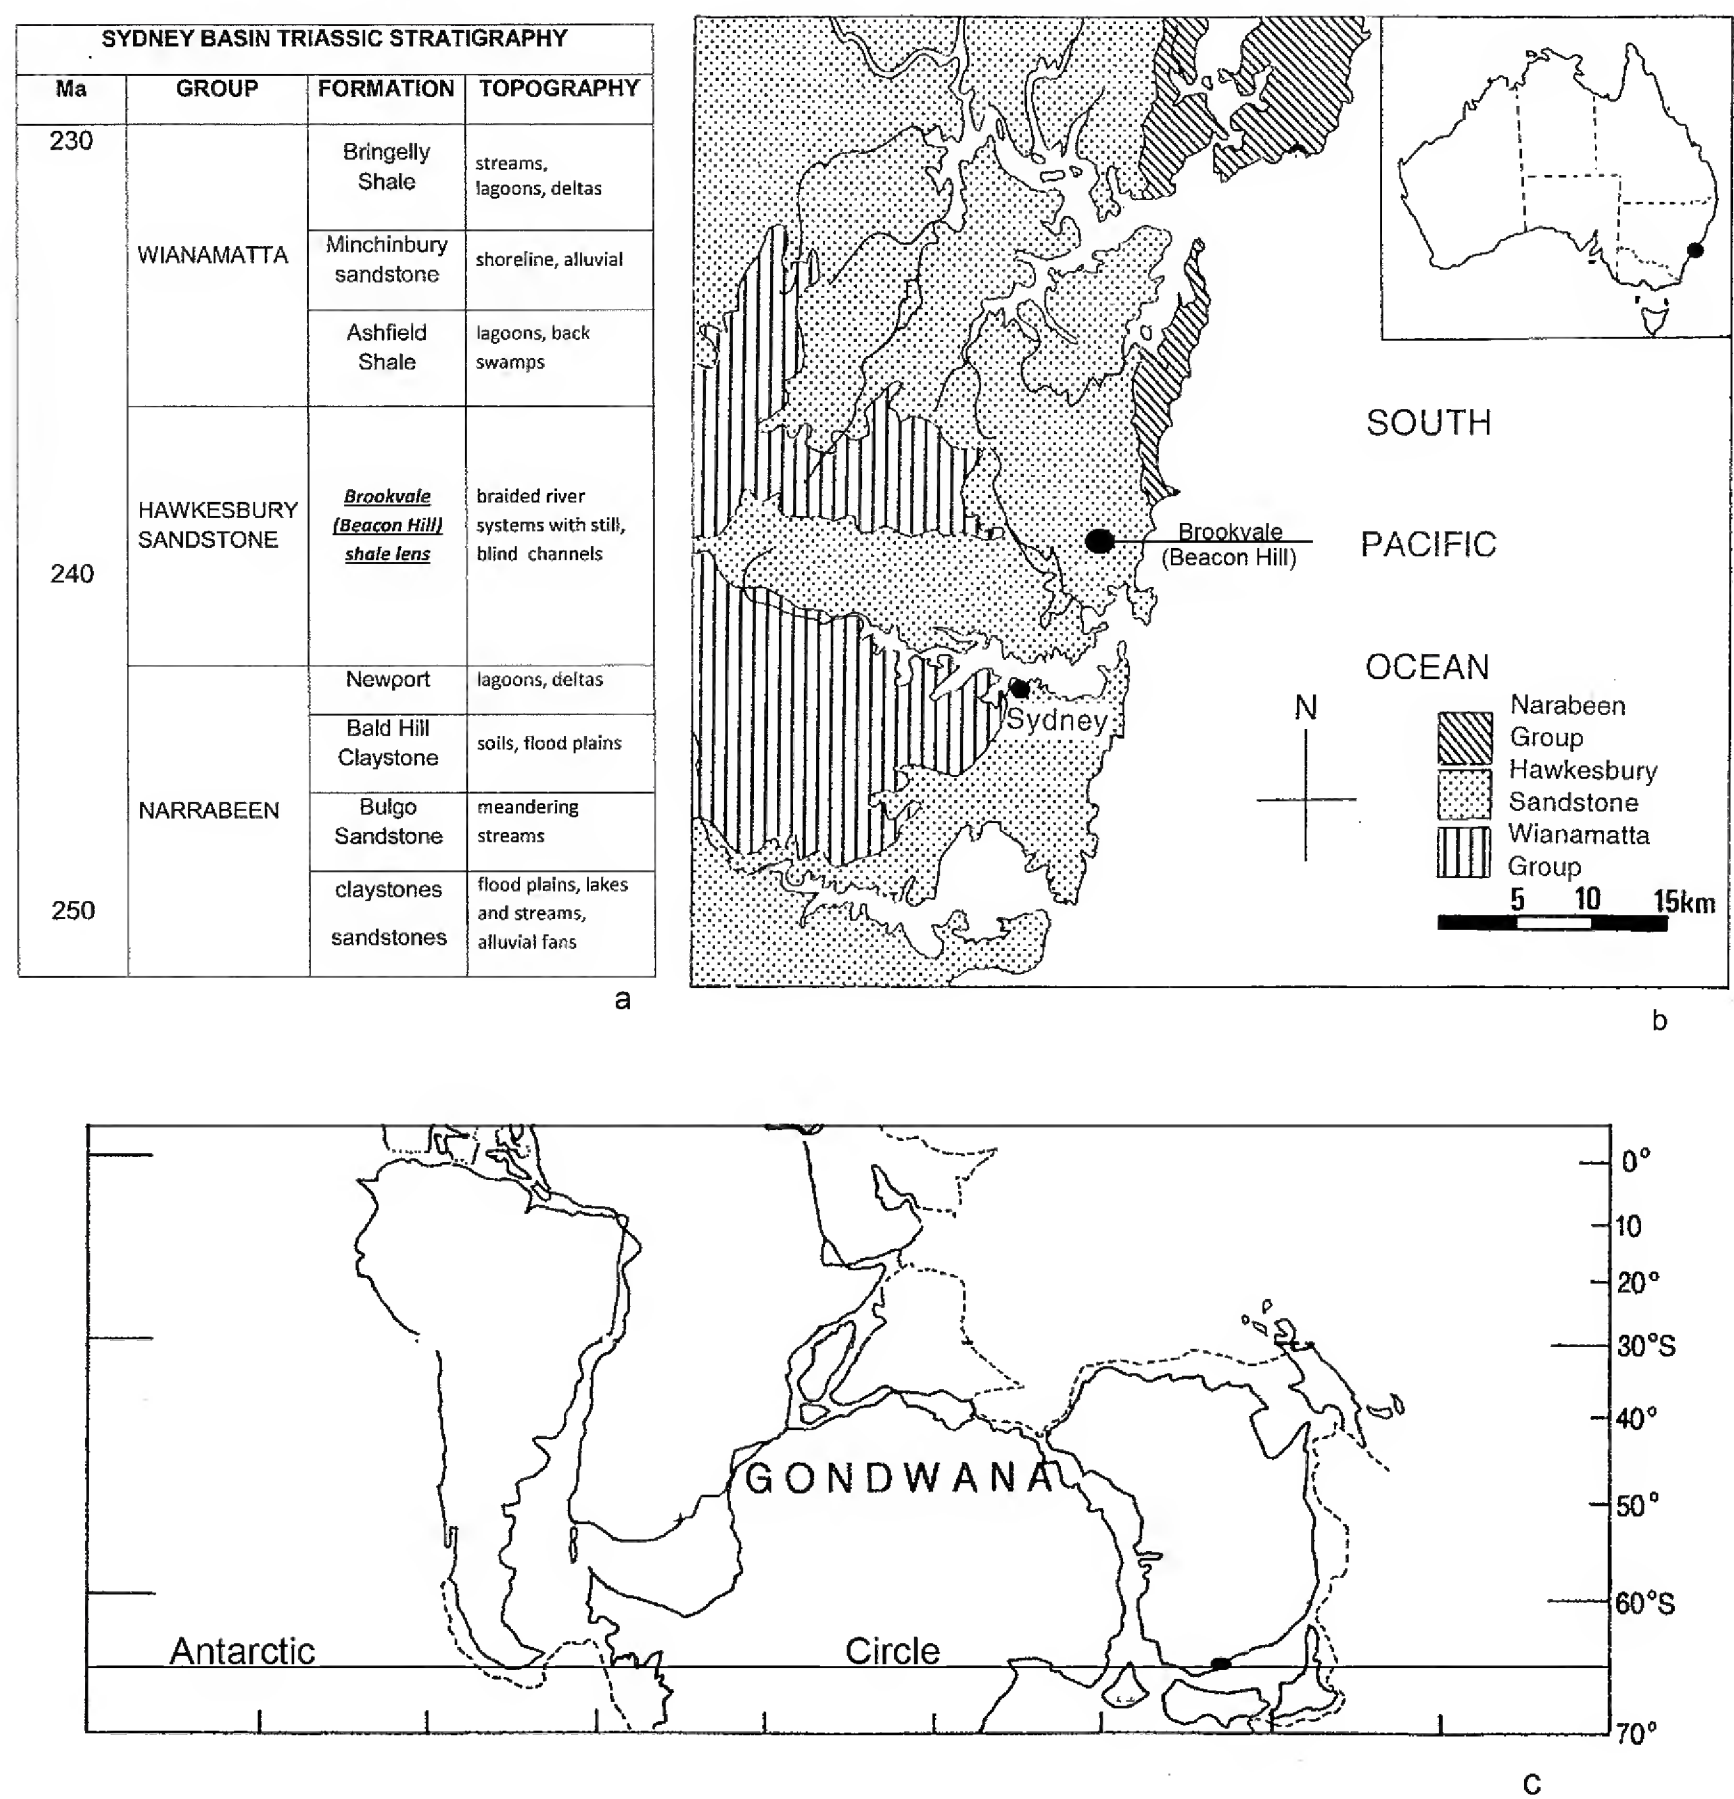 SYDNEY BASIN TRIASSIC STRATIGRAPHY
Ma GROUP FORMATION TOPOGRAPHY
230
WIANAMATTA
Bringelly
Shale
streams,
lagoons, deltas
Minchinbury
sandstone
shoreline, alluvial
Ashfield
Shale
lagoons, back
swamps
240
HAWKESBURY
SANDSTONE
Brookvale
(Beacon Hill)
shale lens
braided river
systems with still,
blind channels
250
NARRABEEN
Newport
lagoons, deltas
Bald Hill
Claystone
soils, flood plains
Bulgo
Sandstone
meandering
streams
claystones
sandstones
flood plains, lakes
and streams,
alluvial fans
a
Brookvale
(Beacon Hill)
Sydney
SOUTH
PACIFIC
OCEAN
N
Narabeen
Group
Hawkesbury
Sandstone
Wianamatta
Group
5 10 15km
b
GONDWANA
Antarctic Circle
0°
10
20°
30°S
40°
50°
60°S
70°
c